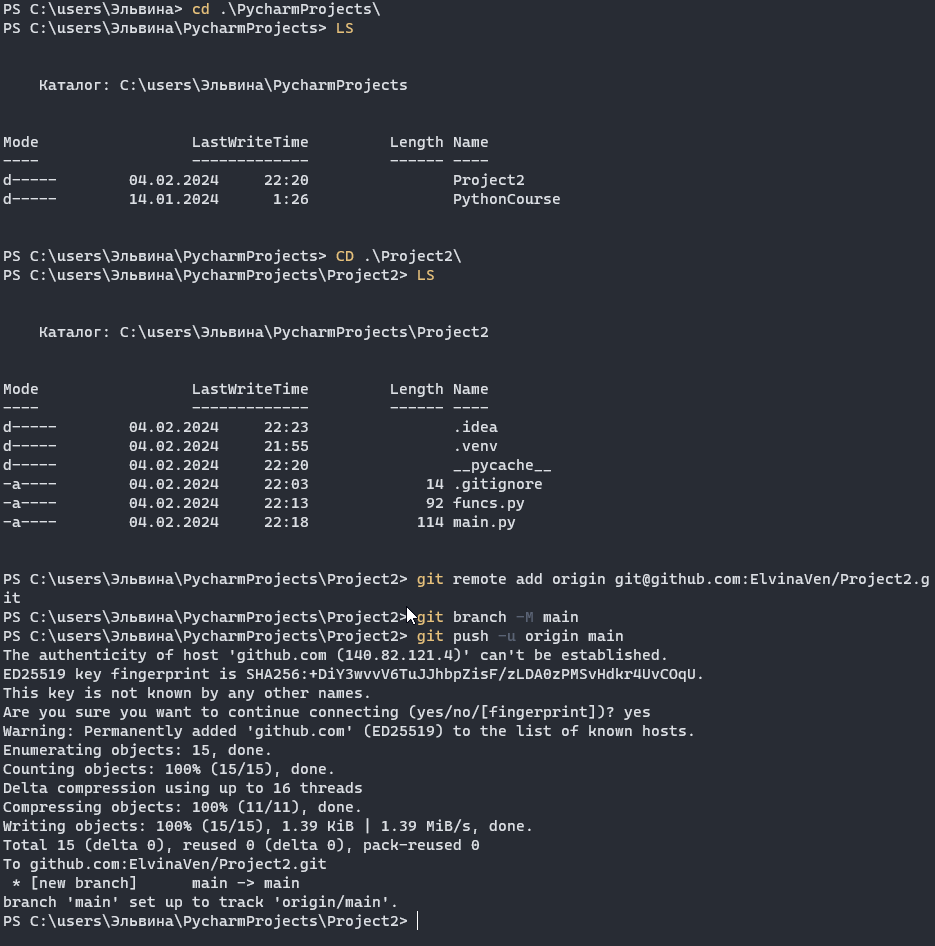 PS C:\users\Эльвина> cd .\PycharmProjects\
PS C:\users\Эльвина\PycharmProjects> LS
Каталог: C:\users\Эльвина\PycharmProjects
Mode                 LastWriteTime         Length Name
----                 -------------         ------ ----
d-----        04.02.2024     22:20                Project2
d-----        14.01.2024      1:26                PythonCourse
PS C:\users\Эльвина\PycharmProjects> CD .\Project2\
PS C:\users\Эльвина\PycharmProjects\Project2> LS
Каталог: C:\users\Эльвина\PycharmProjects\Project2
Mode                 LastWriteTime         Length Name
----                 -------------         ------ ----
d-----        04.02.2024     22:23                .idea
d-----        04.02.2024     21:55                .venv
d-----        04.02.2024     22:20                __pycache__
-a----        04.02.2024     22:03             14 .gitignore
-a----        04.02.2024     22:13             92 funcs.py
-a----        04.02.2024     22:18            114 main.py
PS C:\users\Эльвина\PycharmProjects\Project2> git remote add origin git@github.com:ElvinaVen/Project2.g
it
PS C:\users\Эльвина\PycharmProjects\Project2> git branch -M main
PS C:\users\Эльвина\PycharmProjects\Project2> git push -u origin main
The authenticity of host 'github.com (140.82.121.4)' can't be established.
ED25519 key fingerprint is SHA256:+DiY3wvvV6TuJJhbpZisF/zLDA0zPMSvHdkr4UvCOqU.
This key is not known by any other names.
Are you sure you want to continue connecting (yes/no/[fingerprint])? yes
Warning: Permanently added 'github.com' (ED25519) to the list of known hosts.
Enumerating objects: 15, done.
Counting objects: 100% (15/15), done.
Delta compression using up to 16 threads
Compressing objects: 100% (11/11), done.
Writing objects: 100% (15/15), 1.39 KiB | 1.39 MiB/s, done.
Total 15 (delta 0), reused 0 (delta 0), pack-reused 0
To github.com:ElvinaVen/Project2.git
 * [new branch]      main -> main
branch 'main' set up to track 'origin/main'.
PS C:\users\Эльвина\PycharmProjects\Project2>